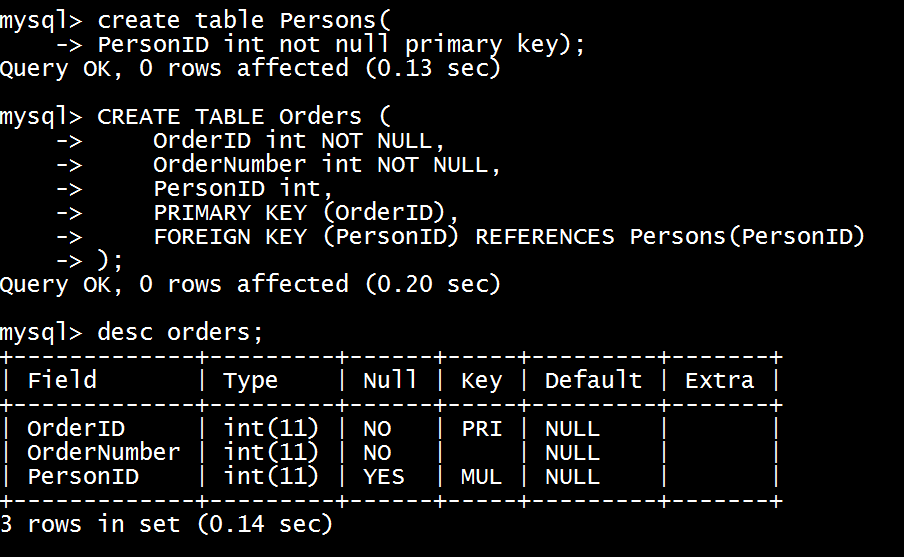 mysql> create table Persons(
    -> PersonID int not null primary key);
Query OK, 0 rows affected (0.13 sec)

mysql> CREATE TABLE Orders (
    ->     OrderID int NOT NULL,
    ->     OrderNumber int NOT NULL,
    ->     PersonID int,
    ->     PRIMARY KEY (OrderID),
    ->     FOREIGN KEY (PersonID) REFERENCES Persons(PersonID)
    -> );
Query OK, 0 rows affected (0.20 sec)

mysql> desc orders;
+-------------+---------+------+-----+---------+-------+
| Field       | Type    | Null | Key | Default | Extra |
+-------------+---------+------+-----+---------+-------+
| OrderID     | int(11) | NO   | PRI | NULL    |       |
| OrderNumber | int(11) | NO   |     | NULL    |       |
| PersonID    | int(11) | YES  | MUL | NULL    |       |
+-------------+---------+------+-----+---------+-------+
3 rows in set (0.14 sec)